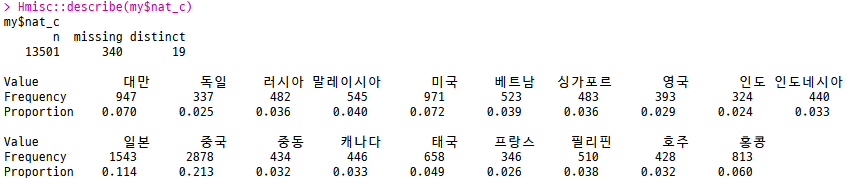 > Hmisc::describe(my$nat_c)
my$nat_c
n missing distinct
13501 340 19
Value 대만 독일 러시아 말레이시아 미국 베트남 싱가포르 영국 인도 인도네시아
Frequency 947 337 482 545 971 523 483 393 324 440
Proportion 0.070 0.025 0.036 0.040 0.072 0.039 0.036 0.029 0.024 0.033
Value 일본 중국 중동 캐나다 태국 프랑스 필리핀 호주 홍콩
Frequency 1543 2878 434 446 658 346 510 428 813
Proportion 0.114 0.213 0.032 0.033 0.049 0.026 0.038 0.032 0.060